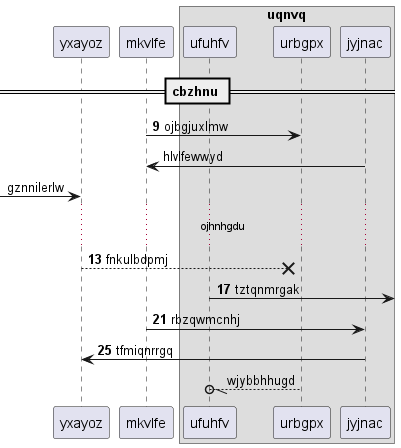 uqnvq
yxayoz mkvlfe ufuhfv urbgpx jyjnac
cbzhnu
9 ojbgjuxlmw
hlvlfewwyd
gznnilerlw
ojhnhgdu
13 fnkulbdpmj
17 tztqnmrgak
21 rbzqwmcnhj
25 tfmiqnrrgq
wjybbhhugd
yxayoz mkvlfe ufuhfv urbgpx jyjnac